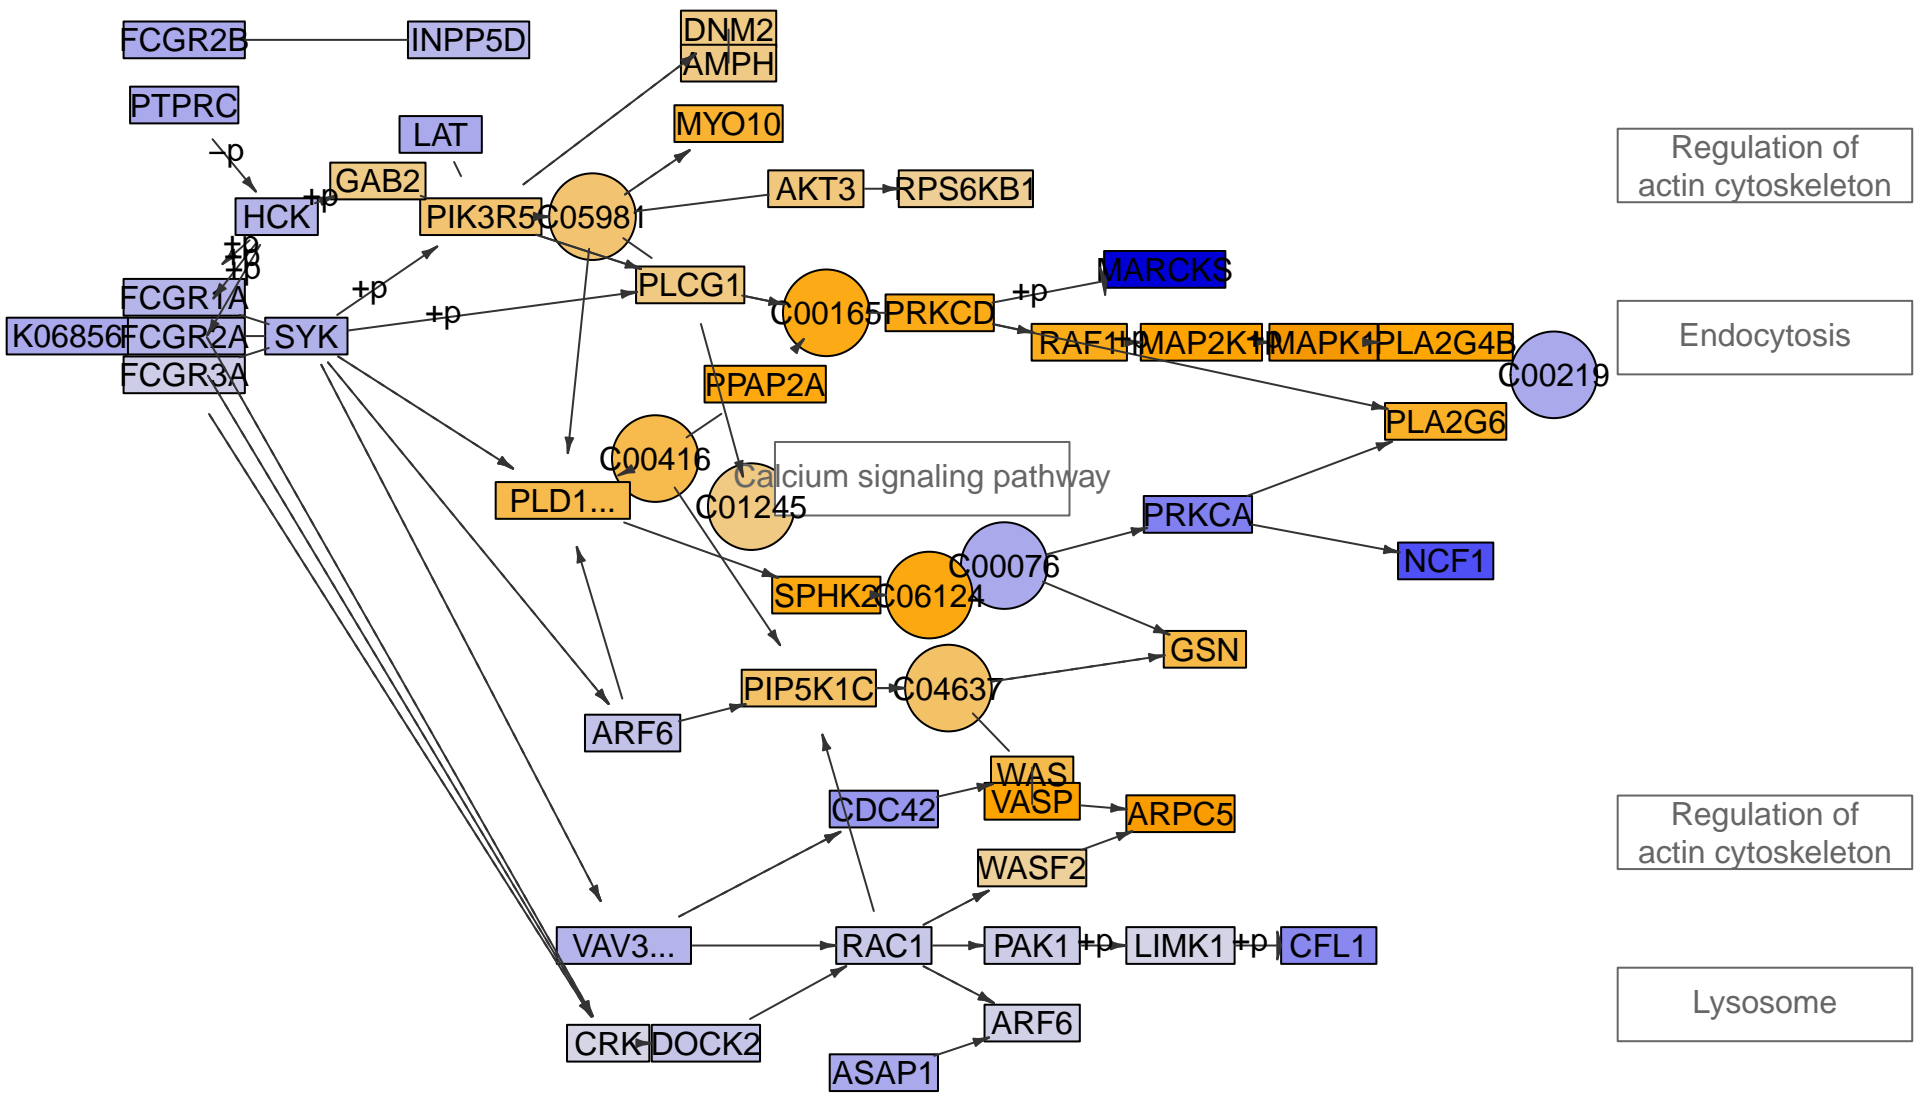 FCGR2B
INPP5D
DNM2
AMPH
PTPRC
LAT
MYO10
–p
GAB2
+p
HCK
PIK3R5
C05981
AKT3
RPS6KB1
Regulation of
actin cytoskeleton
+p
+p
+p
FCGR1A
K06856
FCGR2A
FCGR3A
SYK
+p
+p
PLCG1
C00165
PRKCD
+p
MARCKS
RAF1
+p
MAP2K1
+p
MAPK1
PLA2G4B
C00219
Endocytosis
PPAP2A
PLA2G6
C00416
Calcium signaling pathway
PLD1...
C01245
PRKCA
NCF1
SPHK2
C06124
C00076
GSN
PIP5K1C
C04637
ARF6
WAS
VASP
CDC42
ARPC5
Regulation of
actin cytoskeleton
WASF2
VAV3...
RAC1
PAK1
+p
LIMK1
+p
CFL1
Lysosome
CRK
DOCK2
ARF6
ASAP1